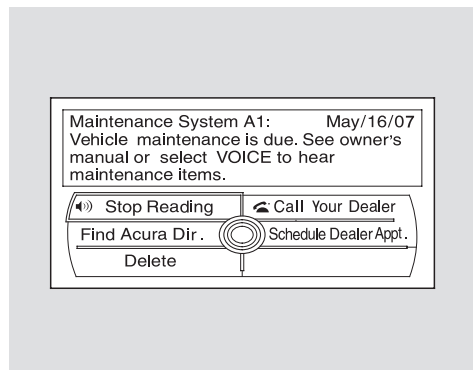 Maintenance System A1: May/16/07
Vehicle maintenance is due. See owner's
manual or select VOICE to hear
maintenance items.
Stop Reading Call Your Dealer
Find Acura Dir. Schedule Dealer Appt.
Delete